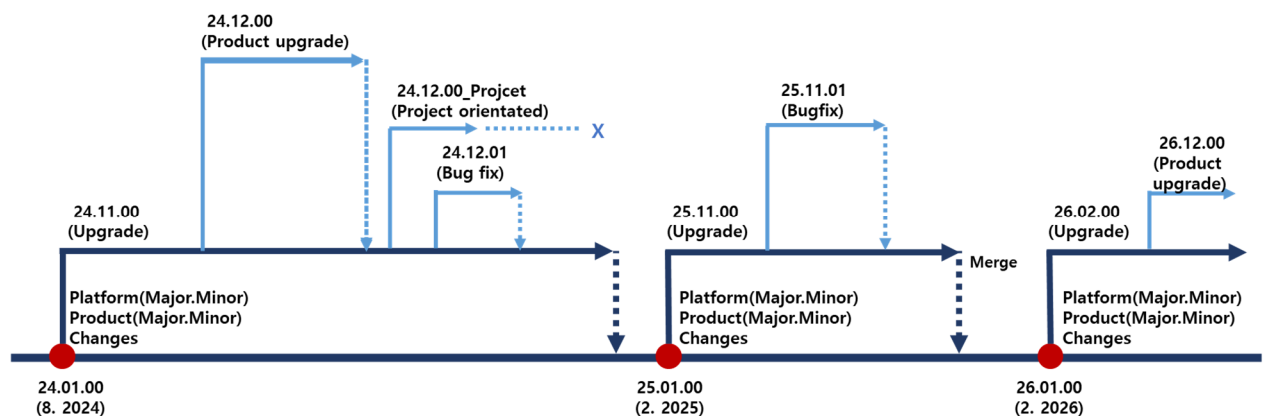 24.12.00
(Product upgrade)
24.12.00_Projcet
(Project orientated)
X
24.12.01
(Bug fix)
24.11.00
(Upgrade)
Platform(Major.Minor)
Product(Major.Minor)
Changes
24.01.00
(8. 2024)
25.11.01
(Bugfix)
25.11.00
(Upgrade)
Merge
Platform(Major.Minor)
Product(Major.Minor)
Changes
25.01.00
(2. 2025)
26.12.00
(Product
upgrade)
26.02.00
(Upgrade)
Platform(Major.Minor)
Product(Major.Minor)
Changes
26.01.00
(2. 2026)